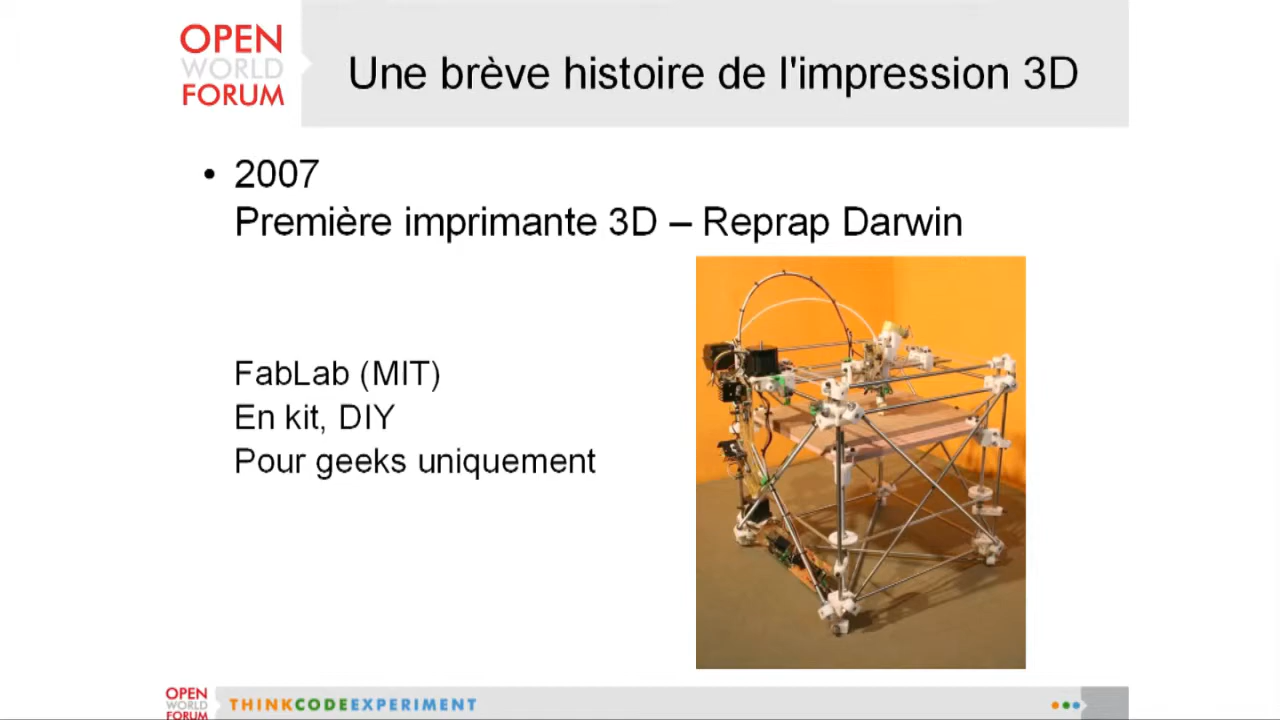 OPEN
WORLD
FORUM
Une brève histoire de l'impression 3D
• 2007
Première imprimante 3D – Reprap Darwin
FabLab (MIT)
En kit, DIY
Pour geeks uniquement
OPEN
WORLD
FORUM
THINKCODEEXPERIMENT